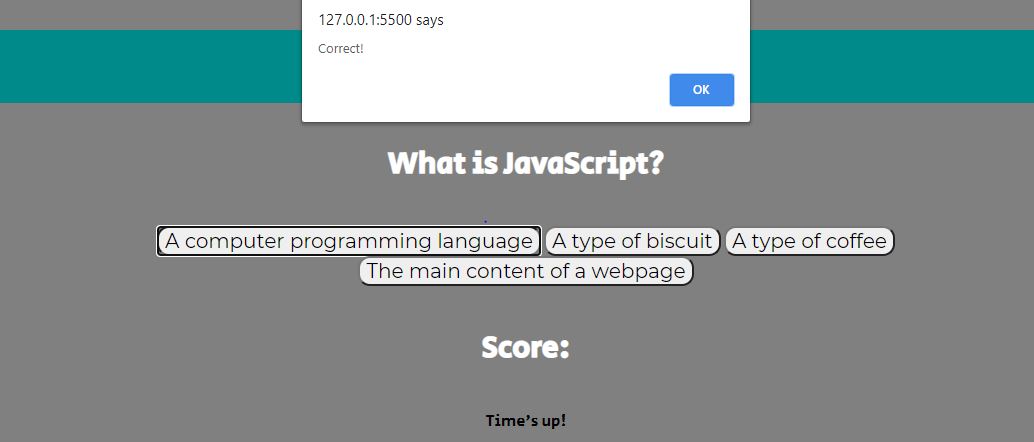 127.0.0.1:5500 says
Correct!
OK
What is JavaScript?
A computer programming language A type of biscuit A type of coffee
The main content of a webpage
Score:
Time's up!